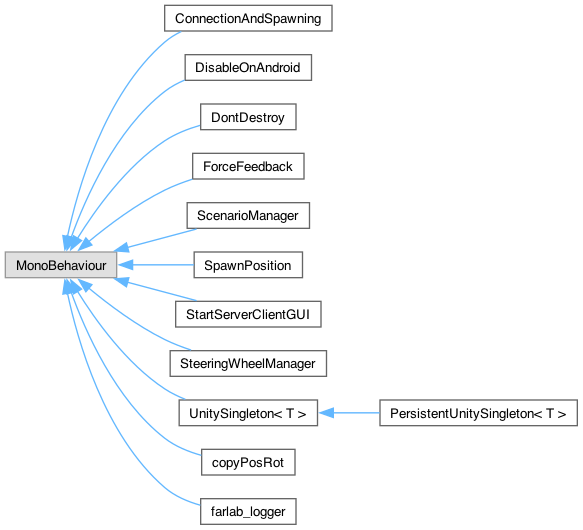 ConnectionAndSpawning
DisableOnAndroid
DontDestroy
ForceFeedback
ScenarioManager
MonoBehaviour
SpawnPosition
StartServerClientGUI
SteeringWheelManager
UnitySingleton< T >
PersistentUnitySingleton< T >
copyPosRot
farlab_logger